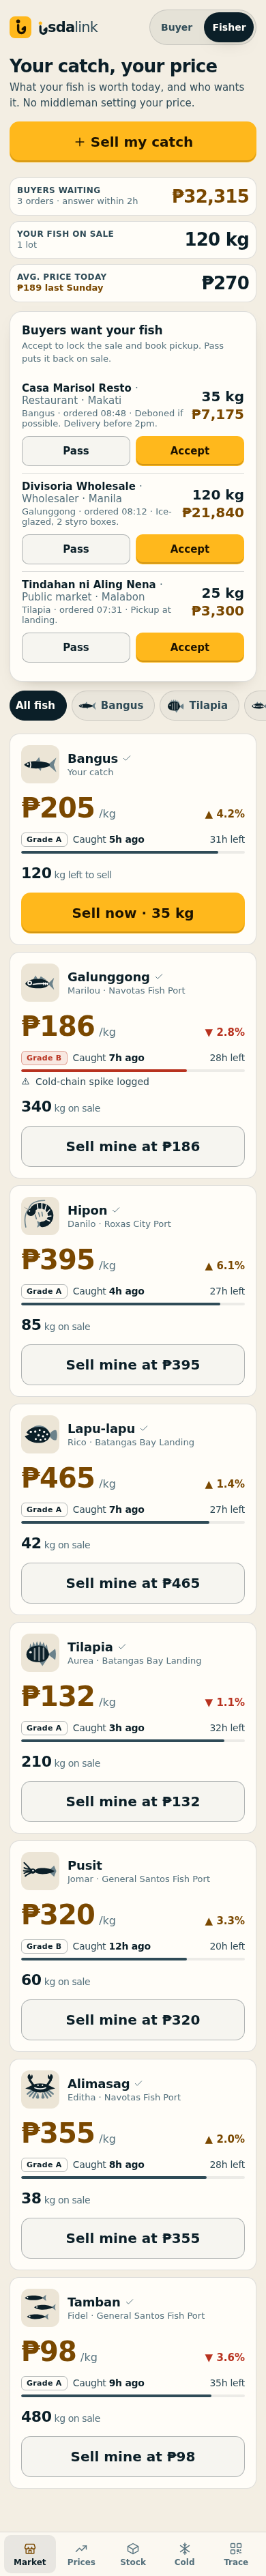 isdalink
Buyer
Fisher
Your catch, your price
What your fish is worth today, and who wants
it. No middleman setting your price.
+ Sell my catch
BUYERS WAITING
3 orders · answer within 2h
₱32,315
YOUR FISH ON SALE
1 lot
120 kg
AVG. PRICE TODAY
₱189 last Sunday
₱270
Buyers want your fish
Accept to lock the sale and book pickup. Pass
puts it back on sale.
Casa Marisol Resto ·
Restaurant · Makati
Bangus · ordered 08:48 · Deboned if
possible. Delivery before 2pm.
35 kg
₱7,175
Pass
Accept
Divisoria Wholesale ·
Wholesaler · Manila
Galunggong · ordered 08:12 · Ice-
glazed, 2 styro boxes.
120 kg
₱21,840
Pass
Accept
Tindahan ni Aling Nena ·
Public market · Malabon
Tilapia · ordered 07:31 · Pickup at
landing.
25 kg
₱3,300
Pass
Accept
All fish
Bangus
Tilapia
Bangus
Your catch
₱205 /kg
▲ 4.2%
Grade A Caught 5h ago
31h left
120 kg left to sell
Sell now · 35 kg
Galunggong
Marilou · Navotas Fish Port
₱186 /kg
▼ 2.8%
Grade B Caught 7h ago
28h left
⚠ Cold-chain spike logged
340 kg on sale
Sell mine at ₱186
Hipon
Danilo · Roxas City Port
₱395 /kg
▲ 6.1%
Grade A Caught 4h ago
27h left
85 kg on sale
Sell mine at ₱395
Lapu-lapu
Rico · Batangas Bay Landing
₱465 /kg
▲ 1.4%
Grade A Caught 7h ago
27h left
42 kg on sale
Sell mine at ₱465
Tilapia
Aurea · Batangas Bay Landing
₱132 /kg
▼ 1.1%
Grade A Caught 3h ago
32h left
210 kg on sale
Sell mine at ₱132
Pusit
Jomar · General Santos Fish Port
₱320 /kg
▲ 3.3%
Grade B Caught 12h ago
20h left
60 kg on sale
Sell mine at ₱320
Alimasag
Editha · Navotas Fish Port
₱355 /kg
▲ 2.0%
Grade A Caught 8h ago
28h left
38 kg on sale
Sell mine at ₱355
Tamban
Fidel · General Santos Fish Port
₱98 /kg
▼ 3.6%
Grade A Caught 9h ago
35h left
480 kg on sale
Sell mine at ₱98
Market
Prices
Stock
Cold
Trace